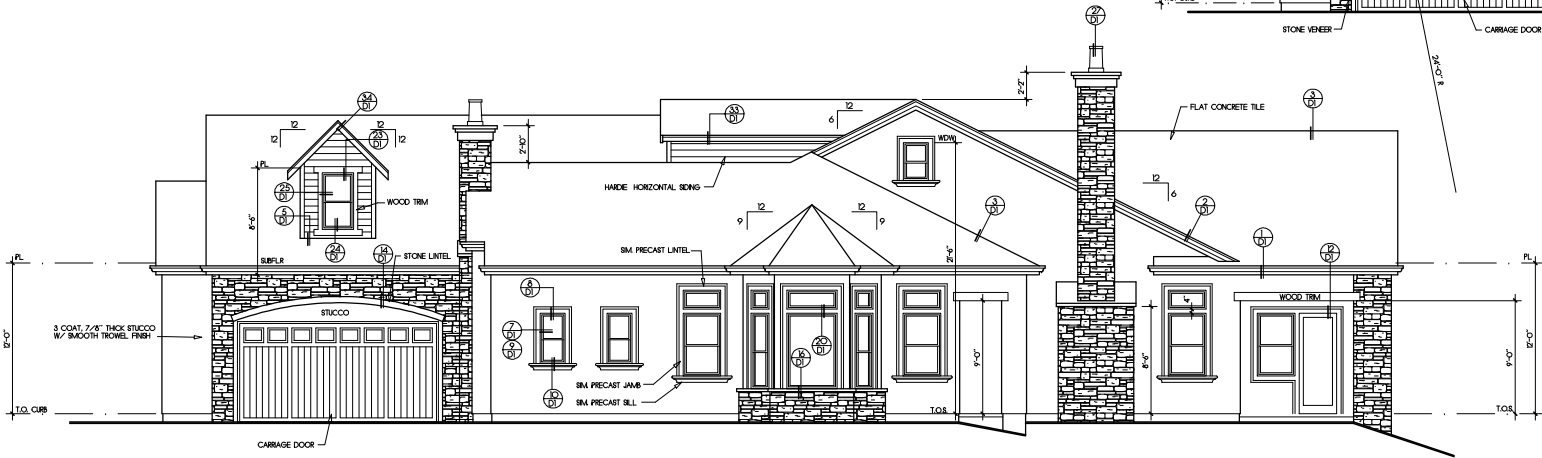 T.O. CURB
STONE VENEER
CARRIAGE DOOR
24'-0" R
27
D1
2'-2"
FLAT CONCRETE TILE
3
D1
34
D1
12
12
23
D1
12
12
2'-10"
33
D1
12
6
WDW
PL
25
D1
WOOD TRIM
8'-6"
5
D1
24
D1
HARDIE HORIZONTAL SIDING
12
9
12
9
12
6
3
D1
2
D1
1
D1
12
D1
21'-6"
PL
SUBFLR
14
D1
STONE LINTEL
SIM. PRECAST LINTEL
PL
STUCCO
8
D1
7
D1
9
D1
10
D1
20
D1
16
D1
WOOD TRIM
4"
3 COAT, 7/8" THICK STUCCO
W/ SMOOTH TROWEL FINISH
12'-0"
SIM. PRECAST JAMB
SIM. PRECAST SILL
9'-0"
8'-6"
9'-0"
12'-0"
T.O. CURB
T.O.S.
T.O.S.
CARRIAGE DOOR